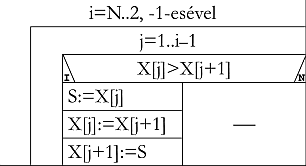 i=N..2, -1-esével
j=1..i–1
X[j]>X[j+1]
I
N
S:=X[j]
X[j]:=X[j+1]
—
X[j+1]:=S